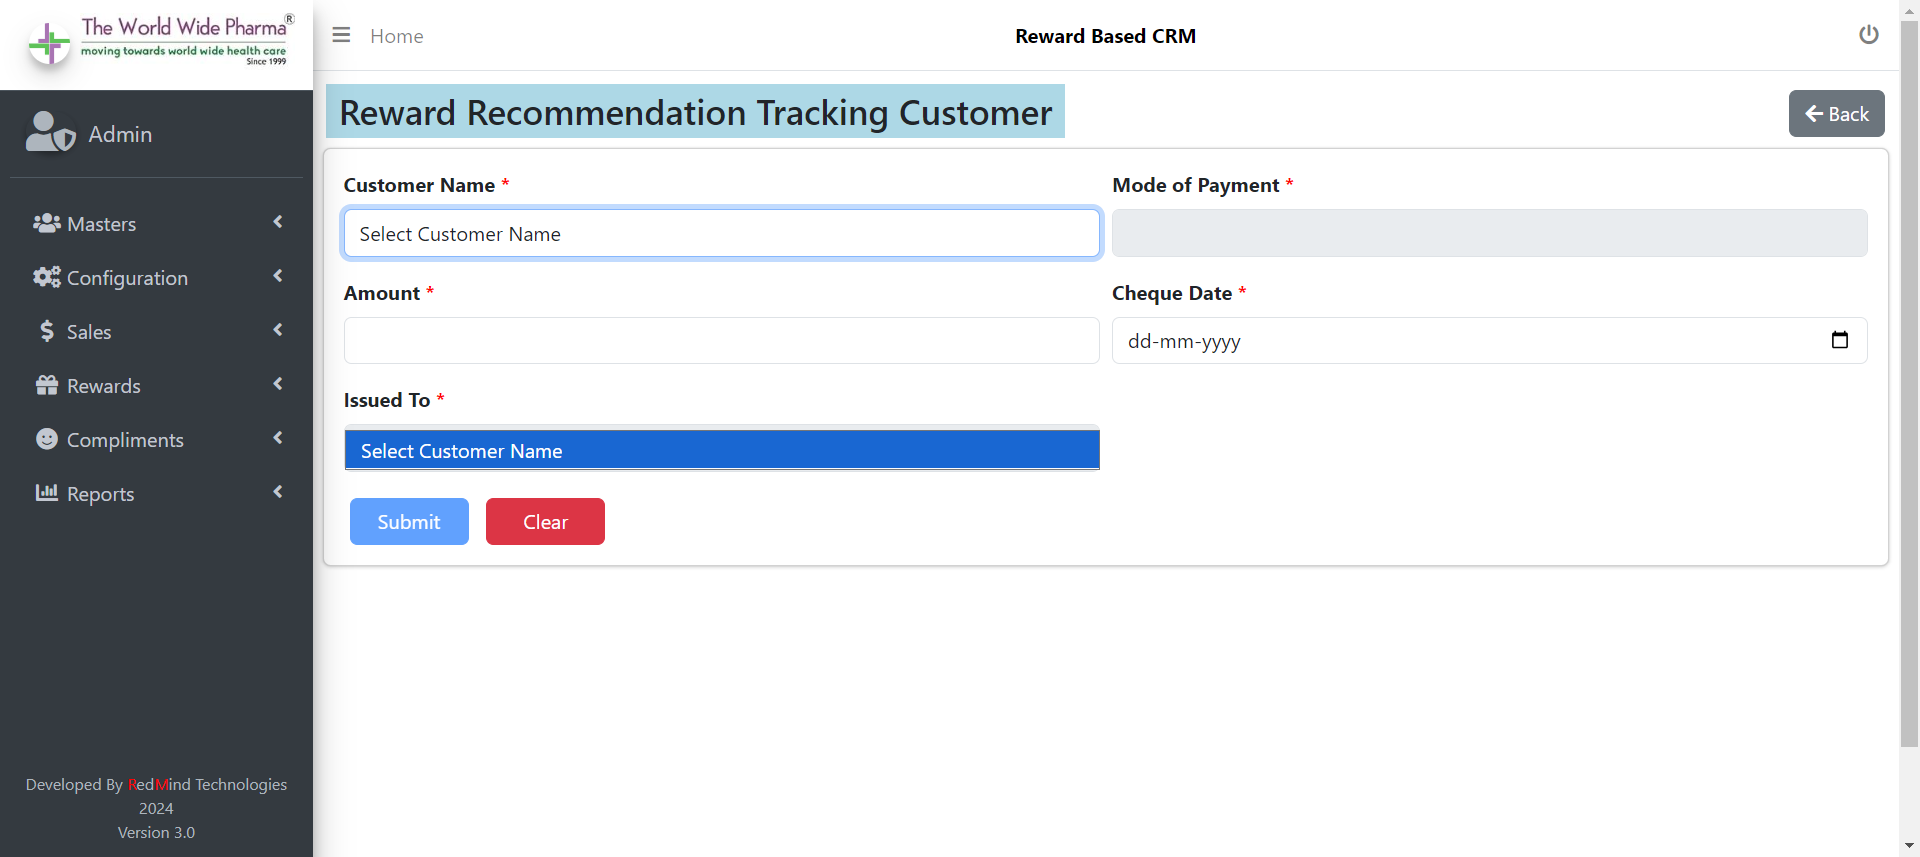 The World Wide Pharma®
moving towards world wide health care
Since 1999
Home
Reward Based CRM
Admin
Masters
Configuration
Sales
Rewards
Compliments
Reports
Developed By RedMind Technologies
2024
Version 3.0
Reward Recommendation Tracking Customer
Back
Customer Name *
Mode of Payment *
Select Customer Name
Amount *
Cheque Date *
dd-mm-yyyy
Issued To *
Select Customer Name
Submit
Clear